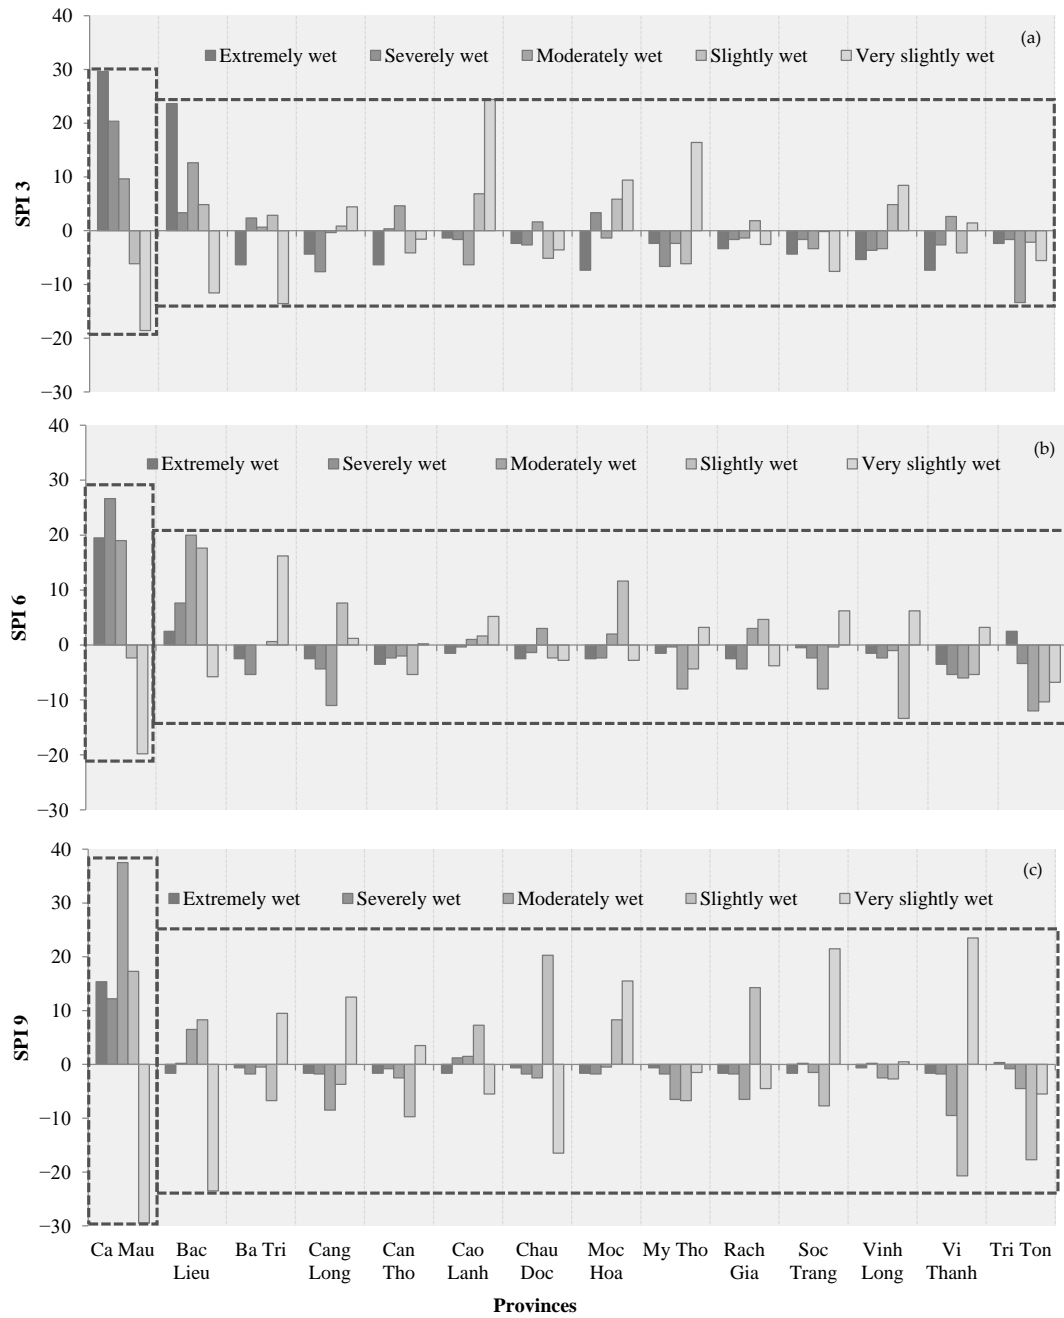 (a)
Extremely wet Severely wet Moderately wet Slightly wet Very slightly wet
40
30
20
10
0
−10
−20
−30
SPI 3
(b)
Extremely wet Severely wet Moderately wet Slightly wet Very slightly wet
40
30
20
10
0
−10
−20
−30
SPI 6
(c)
Extremely wet Severely wet Moderately wet Slightly wet Very slightly wet
40
30
20
10
0
−10
−20
−30
SPI 9
Ca Mau Bac Lieu Ba Tri Cang Long Can Tho Cao Lanh Chau Doc Moc Hoa My Tho Rach Gia Soc Trang Vinh Long Vi Thanh Tri Ton
Provinces